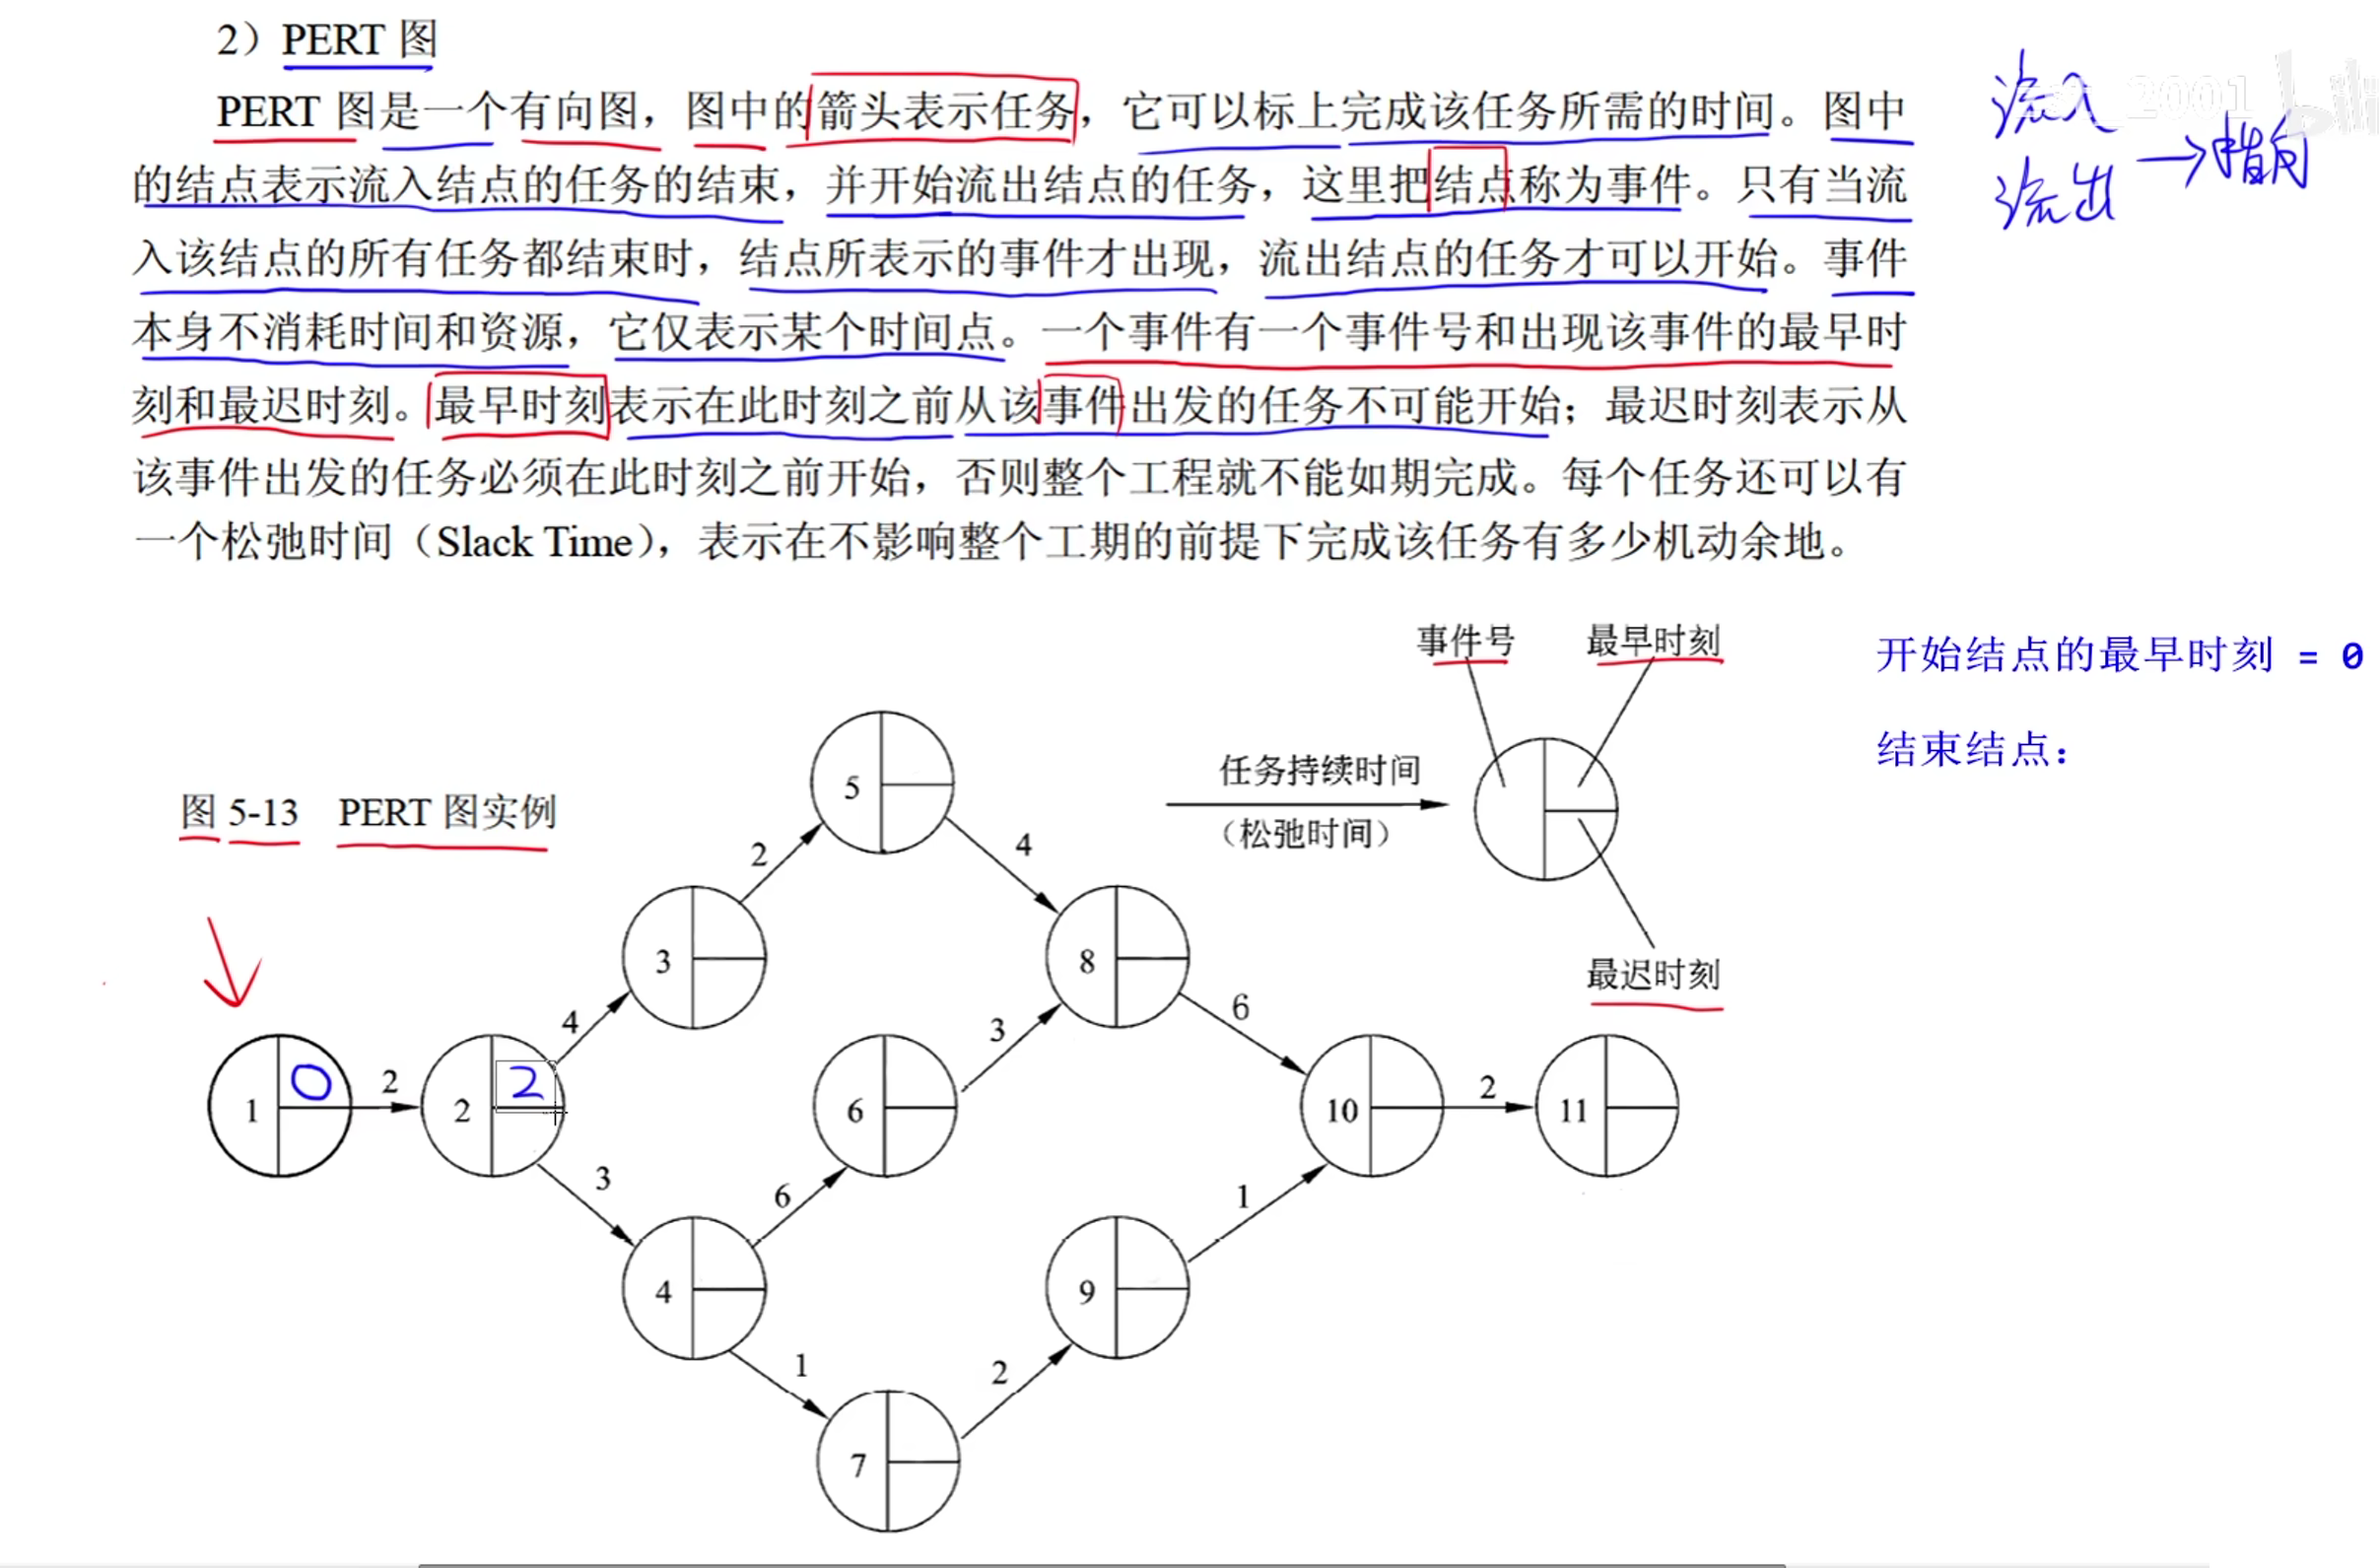 2）PERT 图
PERT 图是一个有向图，图中的箭头表示任务，它可以标上完成该任务所需的时间。图中
的结点表示流入结点的任务的结束，并开始流出结点的任务，这里把结点称为事件。只有当流
入该结点的所有任务都结束时，结点所表示的事件才出现，流出结点的任务才可以开始。事件
本身不消耗时间和资源，它仅表示某个时间点。一个事件有一个事件号和出现该事件的最早时
刻和最迟时刻。最早时刻表示在此时刻之前从该事件出发的任务不可能开始；最迟时刻表示从
该事件出发的任务必须在此时刻之前开始，否则整个工程就不能如期完成。每个任务还可以有
一个松弛时间（Slack Time），表示在不影响整个工期的前提下完成该任务有多少机动余地。
流入
2001
流出
指向
事件号 最早时刻
开始结点的最早时刻 = 0
结束结点：
任务持续时间
（松弛时间）
最迟时刻
图 5-13 PERT 图实例
5
2
4
3
8
4
3
6
1
0
2
2
2
6
10
2
11
3
6
1
4
9
1
2
7